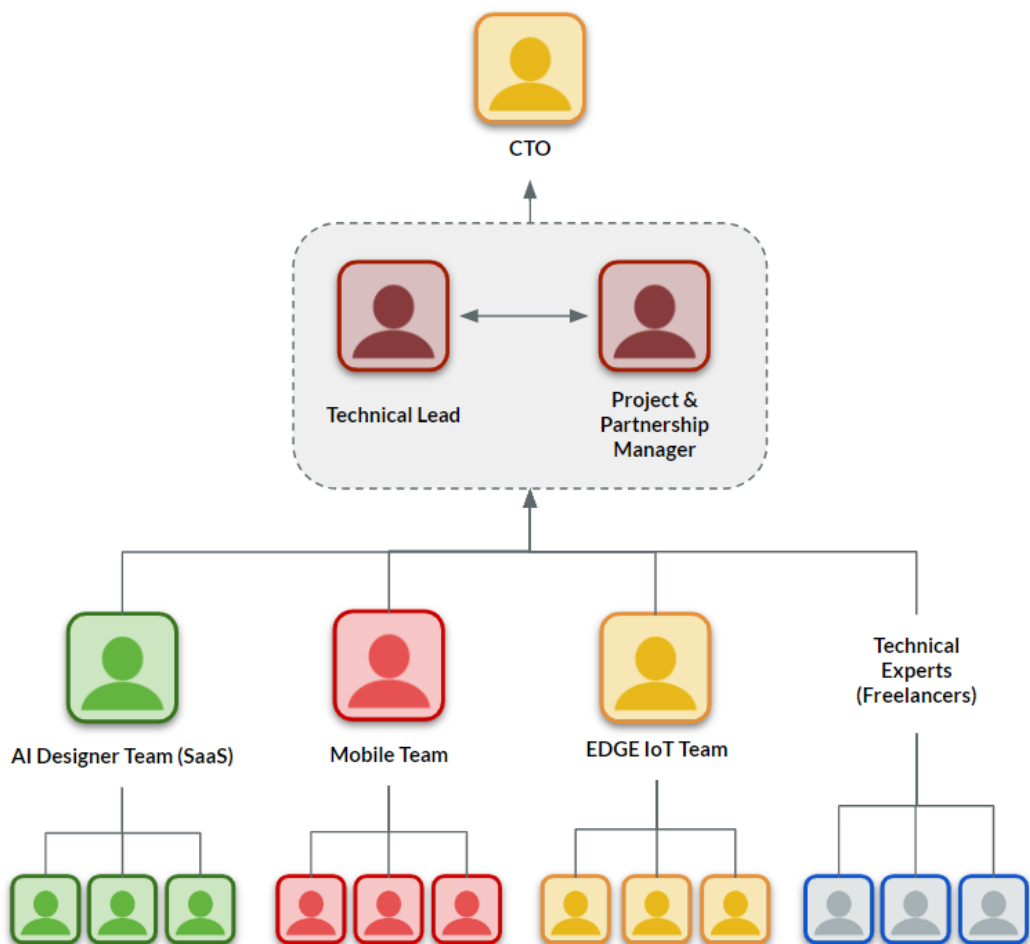 CTO
Technical Lead
Project &
Partnership
Manager
AI Designer Team (SaaS)
Mobile Team
EDGE IoT Team
Technical
Experts
(Freelancers)